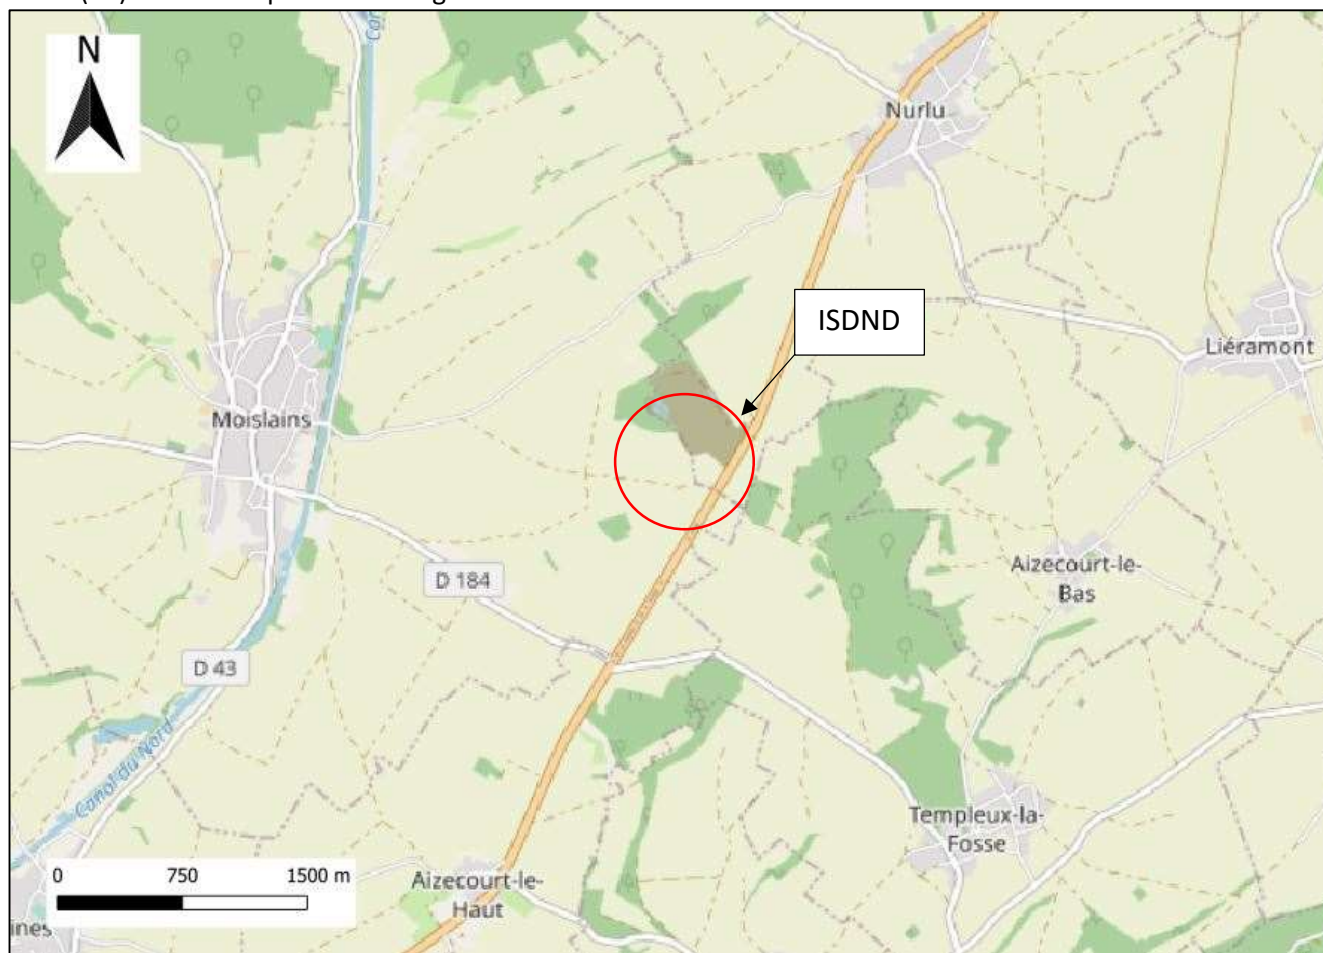 N
Nurlu
ISDND
Liéramont
Moislains
D 184
Aizecourt-le-
Bas
D 43
Canal du Nord
Templeux-la-
Fosse
0 750 1500 m
Aizecourt-le-
Haut
ines